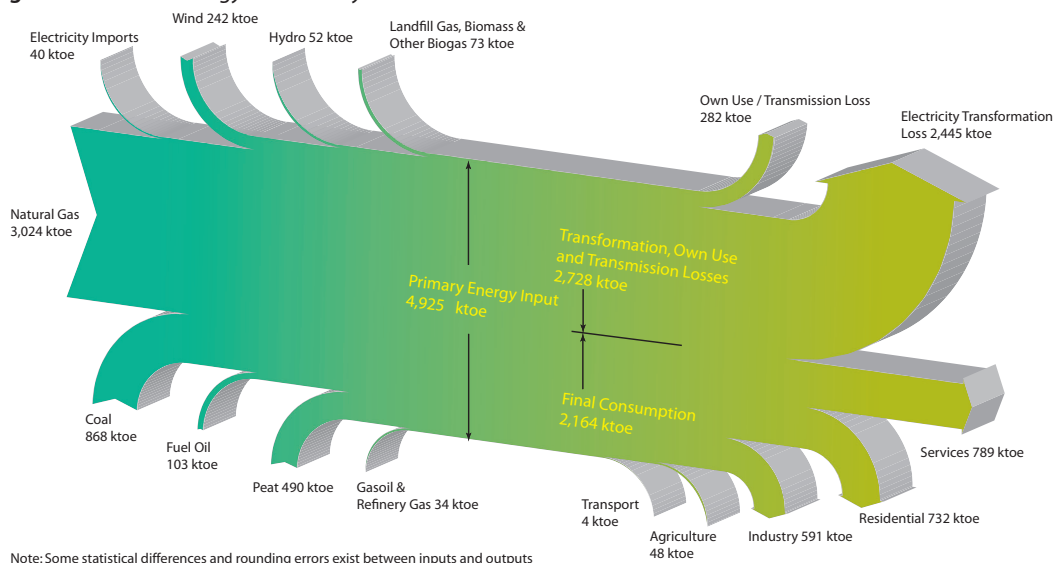 Wind 242 ktoe
Electricity Imports
40 ktoe
Hydro 52 ktoe
Landfill Gas, Biomass &
Other Biogas 73 ktoe
Own Use / Transmission Loss
282 ktoe
Electricity Transformation
Loss 2,445 ktoe
Natural Gas
3,024 ktoe
Transformation, Own Use
and Transmission Losses
2,728 ktoe
Primary Energy Input
4,925 ktoe
Final Consumption
2,164 ktoe
Coal
868 ktoe
Fuel Oil
103 ktoe
Peat 490 ktoe
Gasoil &
Refinery Gas 34 ktoe
Transport
4 ktoe
Agriculture
48 ktoe
Industry 591 ktoe
Residential 732 ktoe
Services 789 ktoe
Note: Some statistical differences and rounding errors exist between inputs and outputs